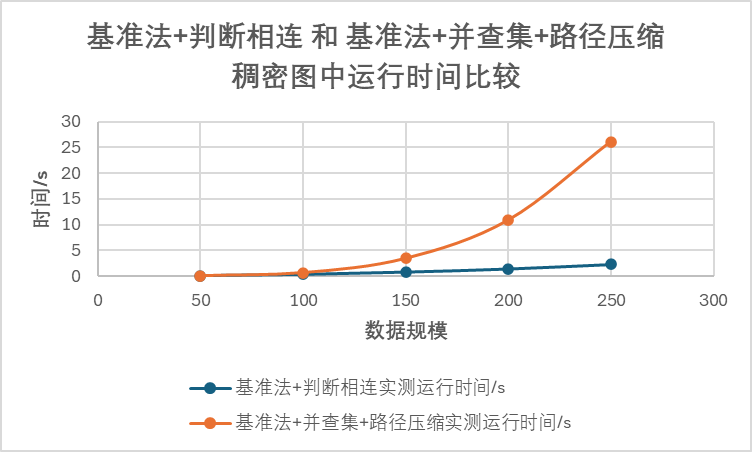 基准法+判断相连 和 基准法+并查集+路径压缩
稠密图中运行时间比较
30
25
20
15
10
5
0
时间/s
0 50 100 150 200 250 300
数据规模
基准法+判断相连实测运行时间/s
基准法+并查集+路径压缩实测运行时间/s